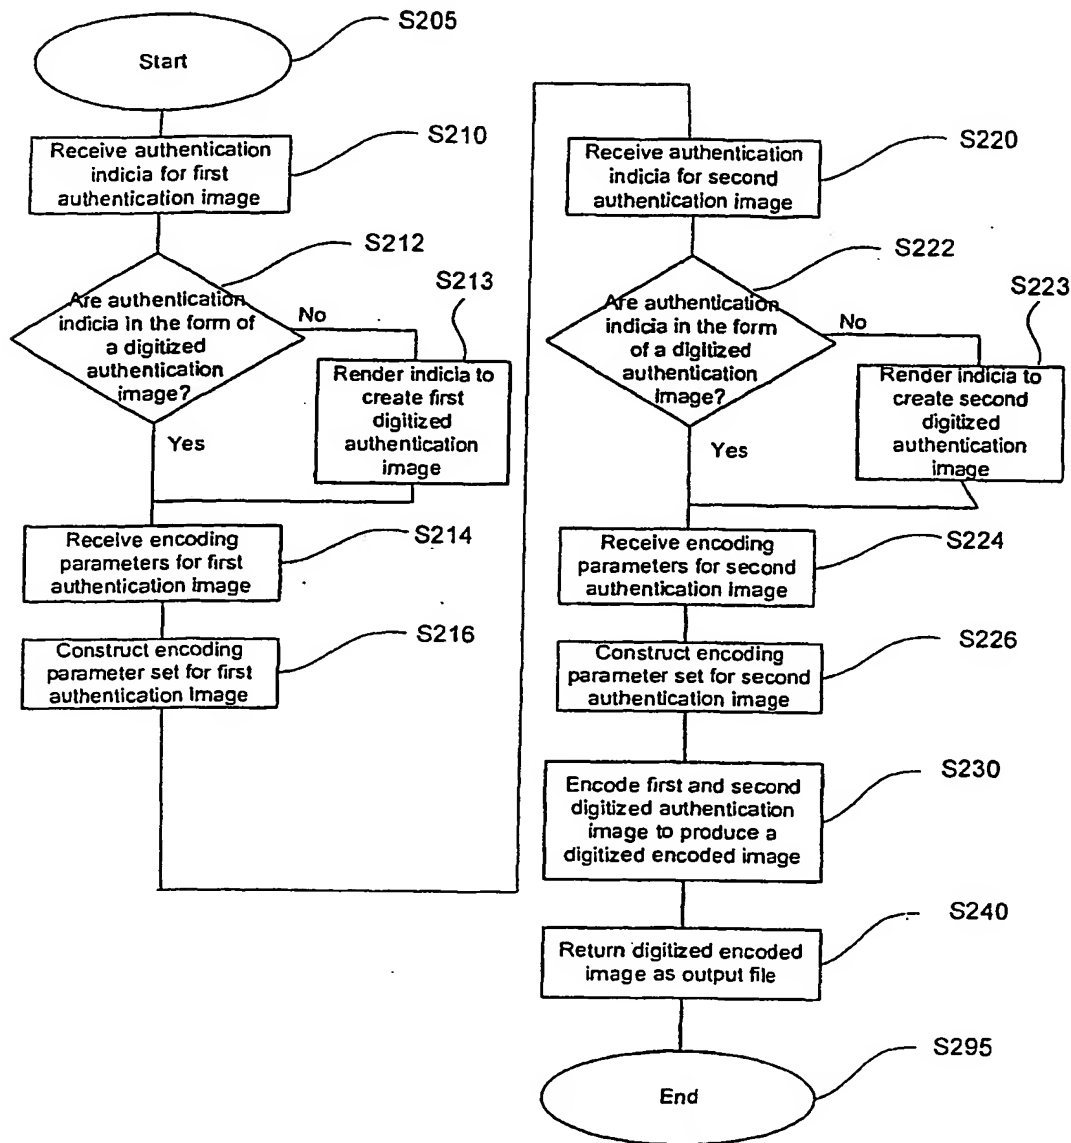 Start
S205
Receive authentication
indicia for first
authentication image
S210
Are authentication
indicia in the form of
a digitized
authentication
image?
S212
No
S213
Render indicia to
create first
digitized
authentication
image
Yes
Receive encoding
parameters for first
authentication image
S214
Construct encoding
parameter set for first
authentication Image
S216
Receive authentication
indicia for second
authentication image
S220
Are authentication
indicia in the form
of a digitized
authentication
image?
S222
No
S223
Render indicia to
create second
digitized
authentication
image
Yes
Receive encoding
parameters for second
authentication image
S224
Construct encoding
parameter set for second
authentication image
S226
Encode first and second
digitized authentication
image to produce a
digitized encoded image
S230
Return digitized encoded
image as output file
S240
End
S295